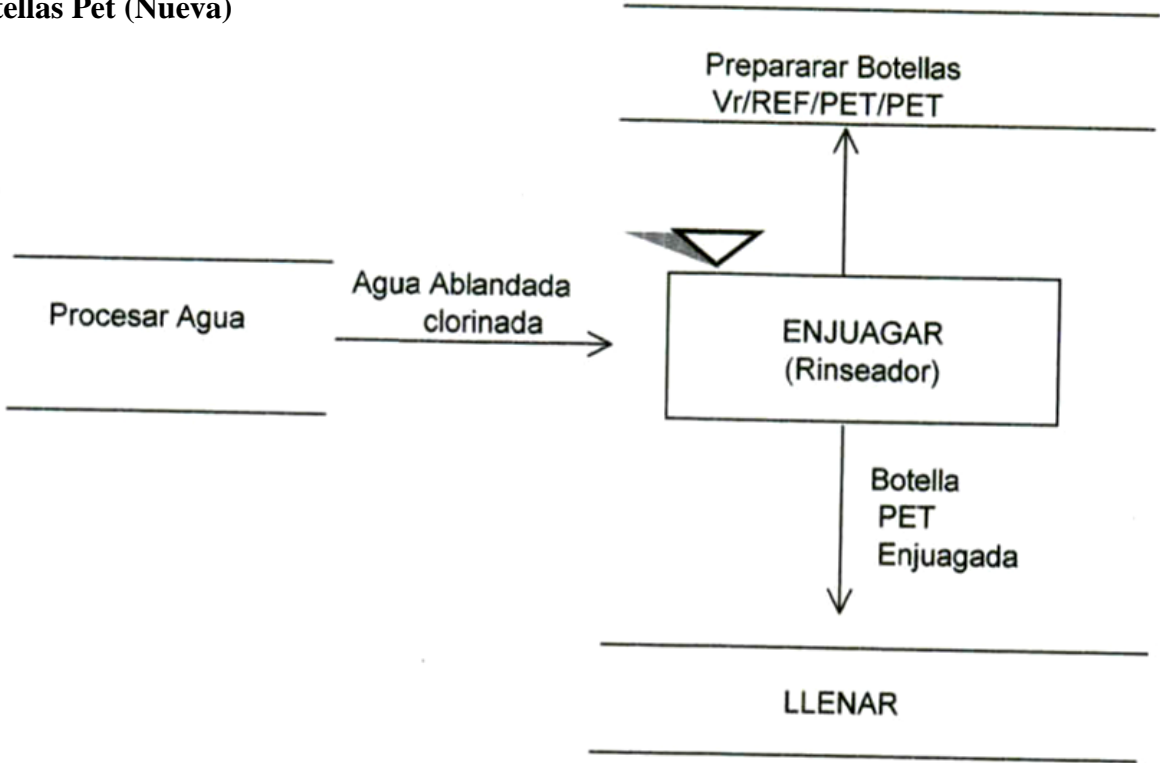 tellas Pet (Nueva)
Prepararar Botellas
Vr/REF/PET/PET
Procesar Agua
Agua Ablandada
clorinada
ENJUAGAR
(Rinseador)
Botella
PET
Enjuagada
LLENAR